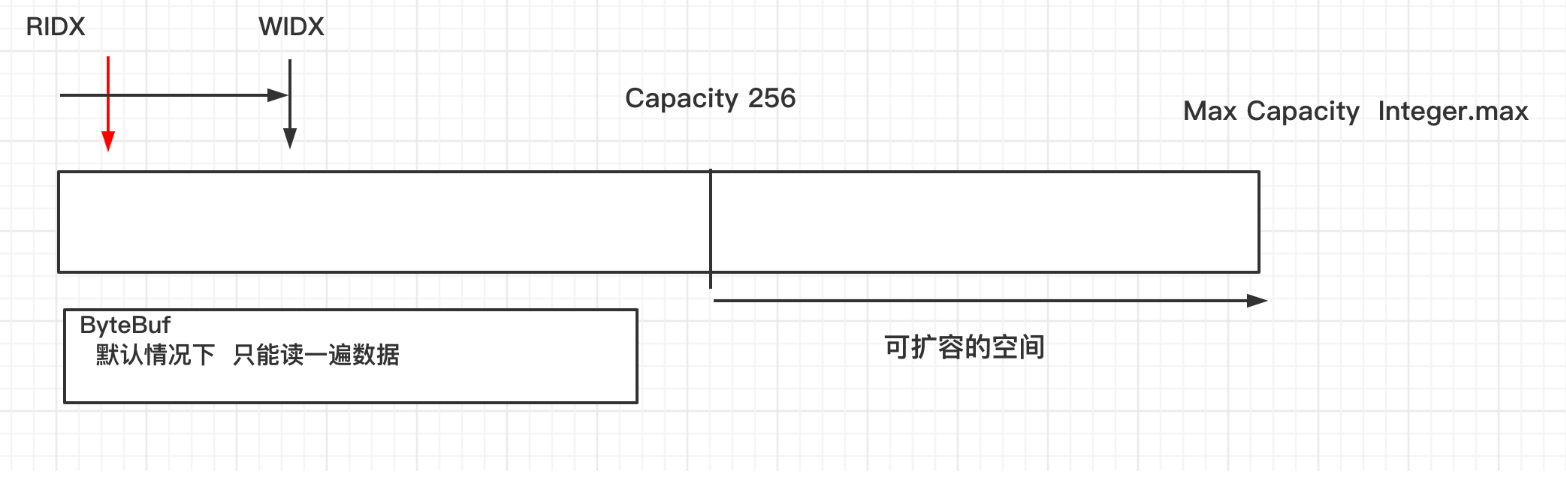 RIDX
WIDX
Capacity 256
Max Capacity Integer.max
ByteBuf
默认情况下 只能读一遍数据
可扩容的空间